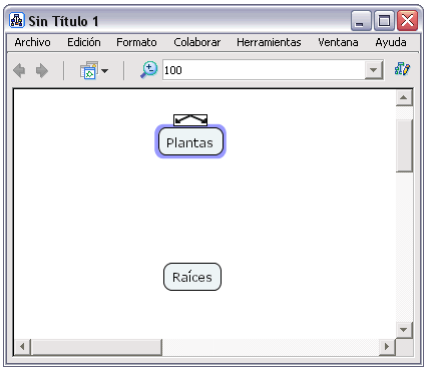 Sin Título 1
Archivo Edición Formato Colaborar Herramientas Ventana Ayuda
100
Plantas
Raíces